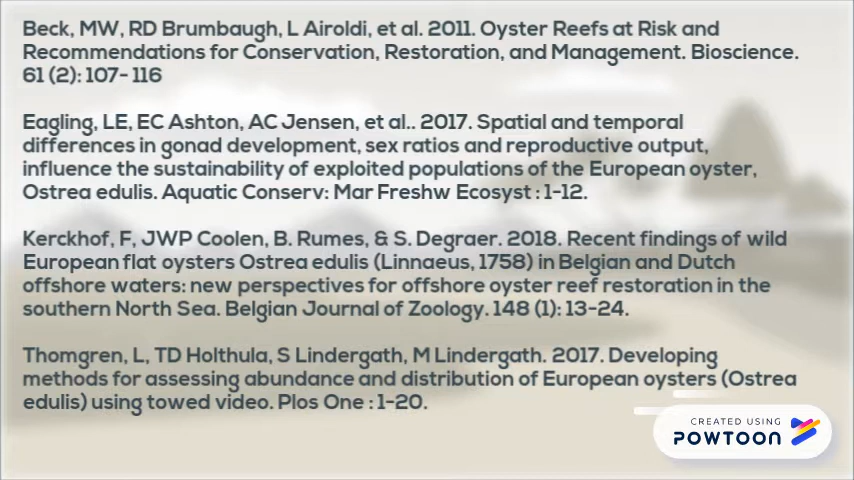 Beck, MW, RD Brumbaugh, L Airoldi, et al. 2011. Oyster Reefs at Risk and
Recommendations for Conservation, Restoration, and Management. Bioscience.
61 (2): 107- 116
Eagling, LE, EC Ashton, AC Jensen, et al.. 2017. Spatial and temporal
differences in gonad development, sex ratios and reproductive output,
influence the sustainability of exploited populations of the European oyster,
Ostrea edulis. Aquatic Conserv: Mar Freshw Ecosyst : 1-12.
Kerckhof, F, JWP Coolen, B. Rumes, & S. Degraer. 2018. Recent findings of wild
European flat oysters Ostrea edulis (Linnaeus, 1758) in Belgian and Dutch
offshore waters: new perspectives for offshore oyster reef restoration in the
southern North Sea. Belgian Journal of Zoology. 148 (1): 13-24.
Thomgren, L, TD Holthula, S Lindergath, M Lindergath. 2017. Developing
methods for assessing abundance and distribution of European oysters (Ostrea
edulis) using towed video. Plos One : 1-20.
CREATED USING
POWTOON